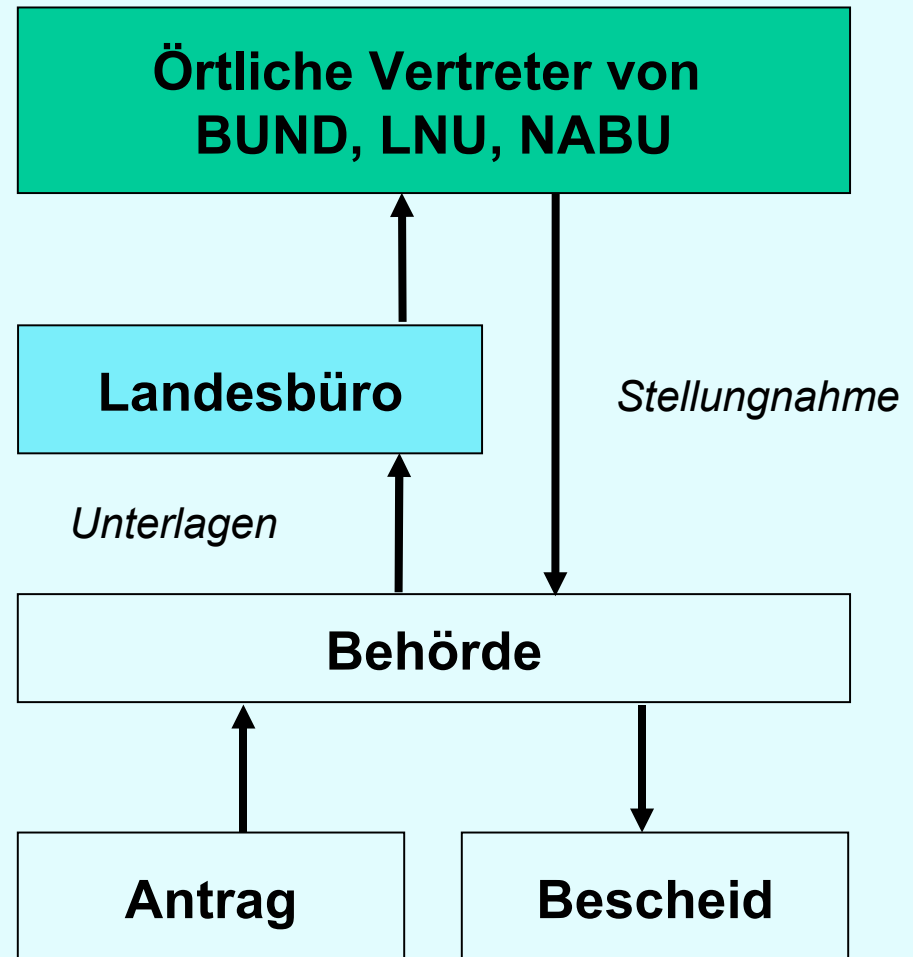 Örtliche Vertreter von
BUND, LNU, NABU
Landesbüro
Stellungnahme
Unterlagen
Behörde
Antrag
Bescheid